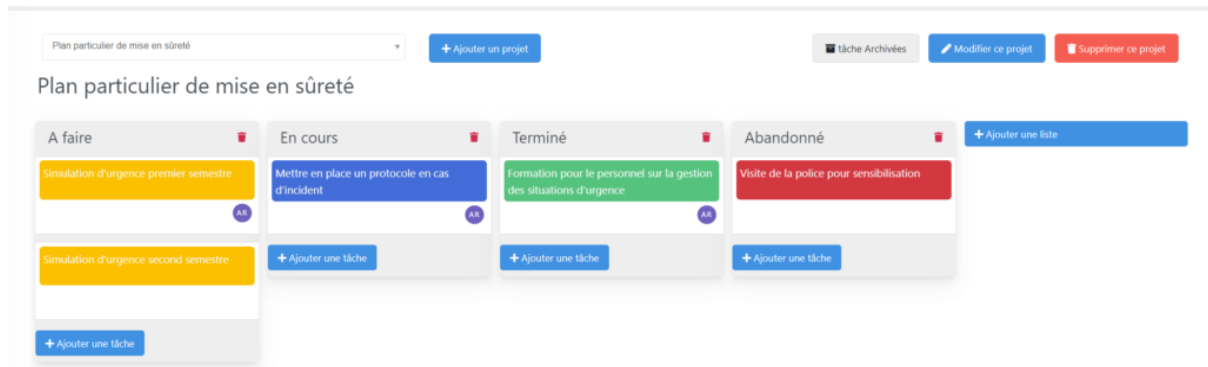 Plan particulier de mise en sûreté
Ajouter un projet
tâche Archivées
Modifier ce projet
Supprimer ce projet
Plan particulier de mise en sûreté
A faire
Simulation d'urgence premier semestre
AR
Simulation d'urgence second semestre
+ Ajouter une tâche
En cours
Mettre en place un protocole en cas
d'incident
AR
+ Ajouter une tâche
Terminé
Formation pour le personnel sur la gestion
des situations d'urgence
AR
+ Ajouter une tâche
Abandonné
Visite de la police pour sensibilisation
+ Ajouter une tâche
+ Ajouter une liste